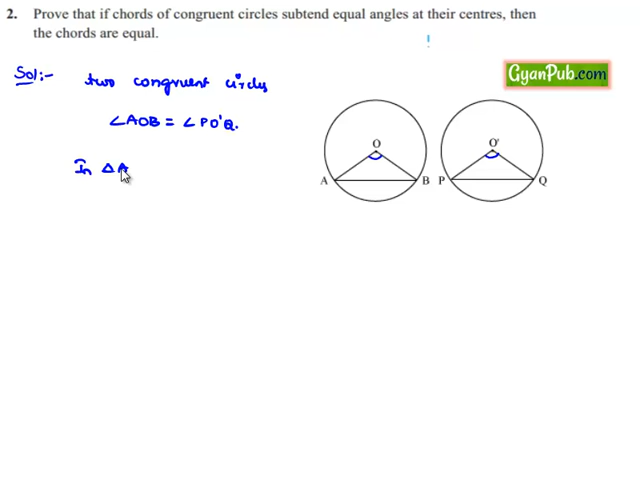 2. Prove that if chords of congruent circles subtend equal angles at their centres, then
the chords are equal.
!
GyanPub.com
Sol:- two congruent circles
∠AOB = ∠PO'Q.
In ΔA
O O'
A B P Q